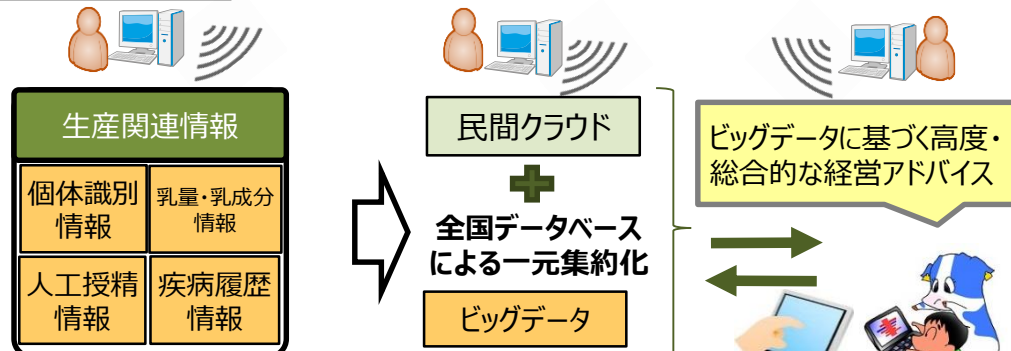 生産関連情報
個体識別
情報
乳量・乳成分
情報
人工授精
情報
疾病履歴
情報
民間クラウド
全国データベース
による一元集約化
ビッグデータ
ビッグデータに基づく高度・
総合的な経営アドバイス